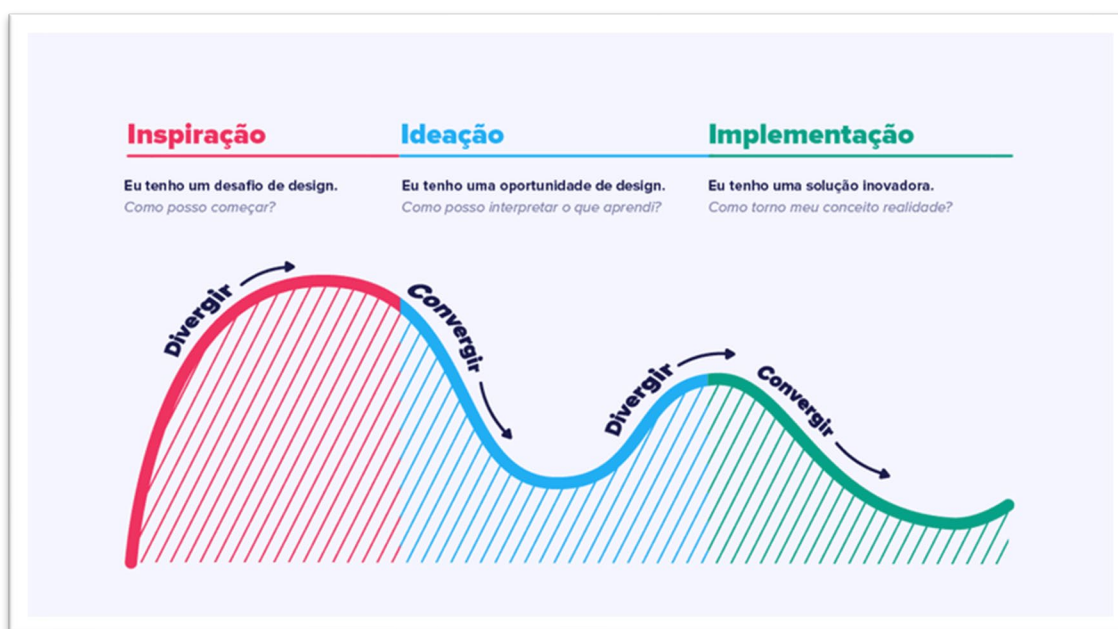 Inspiração
Eu tenho um desafio de design.
Como posso começar?
Ideação
Eu tenho uma oportunidade de design.
Como posso interpretar o que aprendi?
Implementação
Eu tenho uma solução inovadora.
Como torno meu conceito realidade?
Divergir
Convergir
Divergir
Convergir